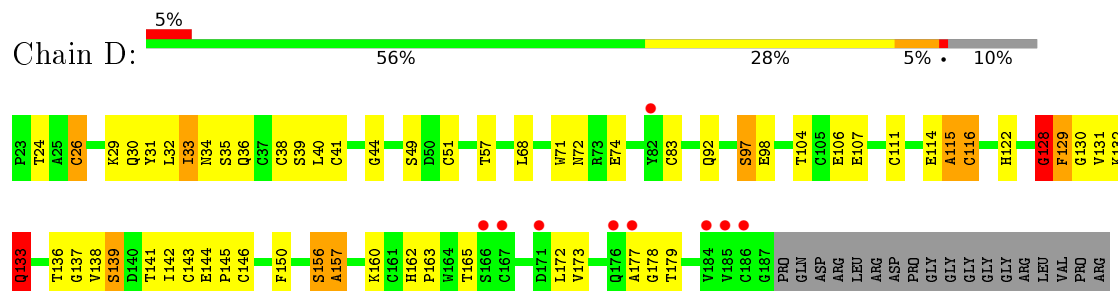 5%
Chain D:
56% 28% 5% • 10%
P23 T24 A25 C26 K29 Q30 Y31 L32 I33 N34 S35 Q36 C37 C38 S39 L40 C41 G44 S49 D50 C51 T57 L68 W71 N72 R73 E74 Y82 C83 Q92 S97 E98 T104 C105 E106 E107 C111 E114 A115 C116 H122 G128 F129 G130 V131 K132
Q133 T136 G137 V138 S139 D140 T141 I142 C143 E144 P145 C146 F150 S156 A157 K160 C161 H162 P163 W164 T165 S166 C167 D171 L172 V173 Q176 A177 G178 T179 V184 V185 C186 G187 PRO GLN ASP ARG LEU ARG ASP PRO GLY GLY GLY GLY GLY ARG LEU VAL PRO ARG